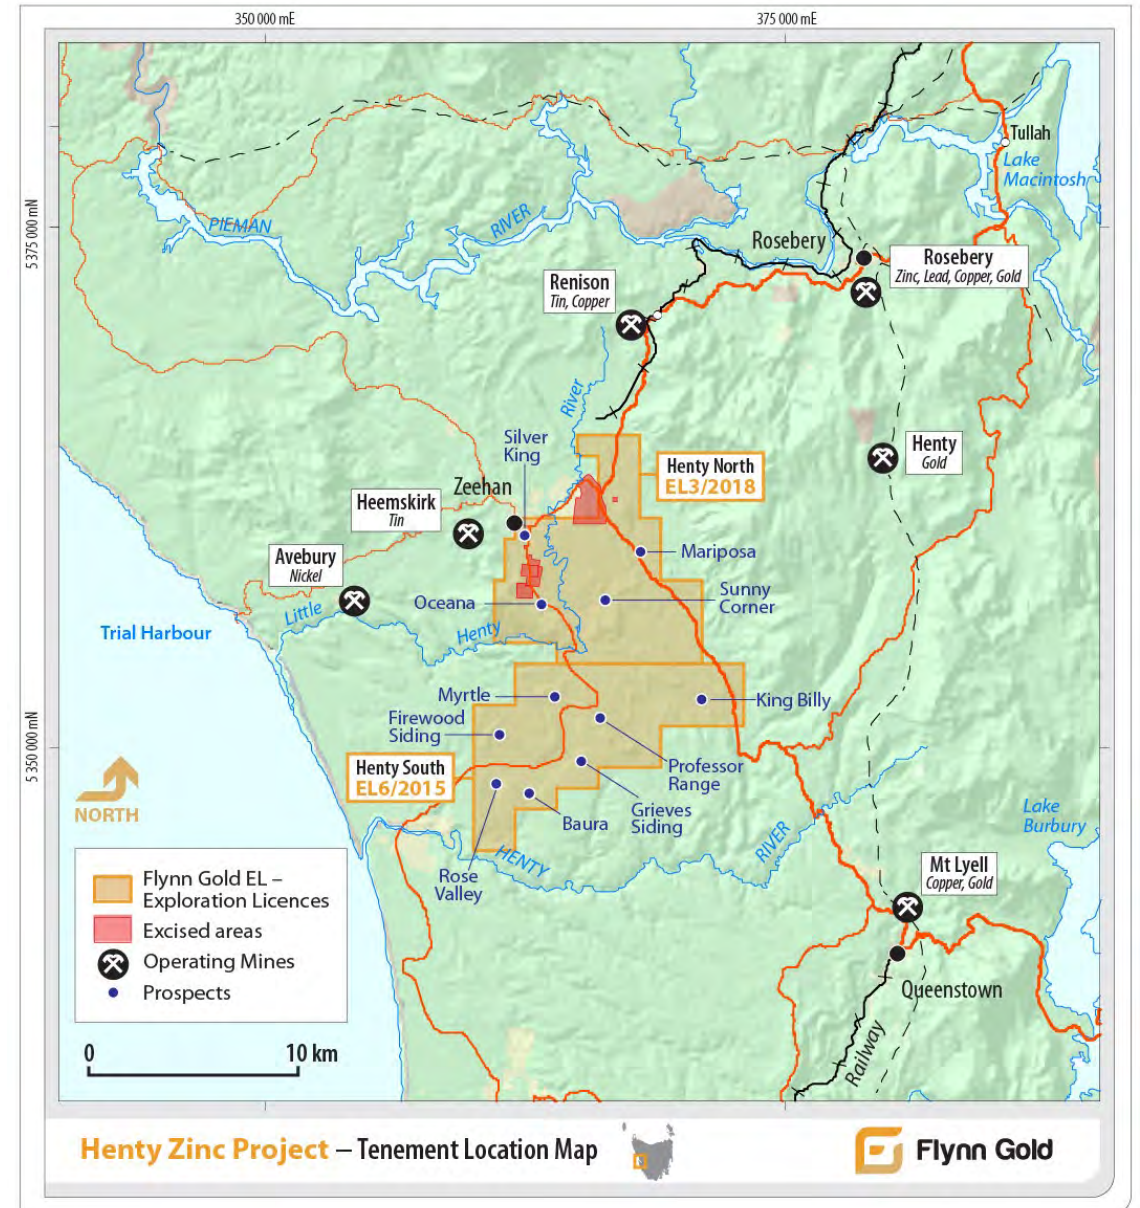 350 000 mE
375 000 mE
5375 000 mN
5350 000 mN
Tullah
Lake
Macintosh
PIEMAN
RIVER
Rosebery
Rosebery
Zinc, Lead, Copper, Gold
Renison
Tin, Copper
River
Silver
King
Henty North
EL3/2018
Henty
Gold
Zeehan
Heemskirk
Tin
Avebury
Nickel
Mariposa
Sunny
Corner
Oceana
Little
Henty
Trial Harbour
Myrtle
King Billy
Firewood
Siding
Professor
Range
Henty South
EL6/2015
Grieves
Siding
Baura
NORTH
Lake
Burbury
HENTY
RIVER
Rose
Valley
Mt Lyell
Copper, Gold
Queenstown
Railway
Flynn Gold EL –
Exploration Licences
Excised areas
Operating Mines
Prospects
0
10 km
Henty Zinc Project – Tenement Location Map
Flynn Gold